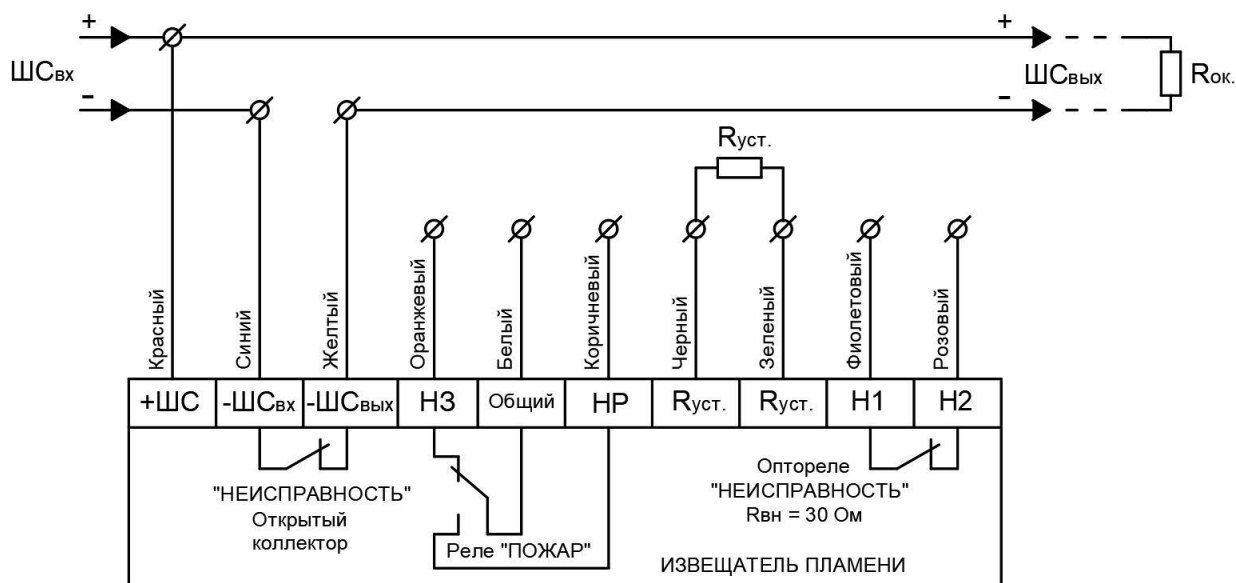 +
+
ШСвх
ШСвых
Rок.
-
-
Rуст.
Красный
Синий
Желтый
Оранжевый
Белый
Коричневый
Черный
Зеленый
Фиолетовый
Розовый
+ШС
-ШСвх
-ШСвых
НЗ
Общий
НР
Rуст.
Rуст.
Н1
Н2
"НЕИСПРАВНОСТЬ"
Открытый
коллектор
Реле "ПОЖАР"
Оптореле
"НЕИСПРАВНОСТЬ"
Rвн = 30 Ом
ИЗВЕЩАТЕЛЬ ПЛАМЕНИ